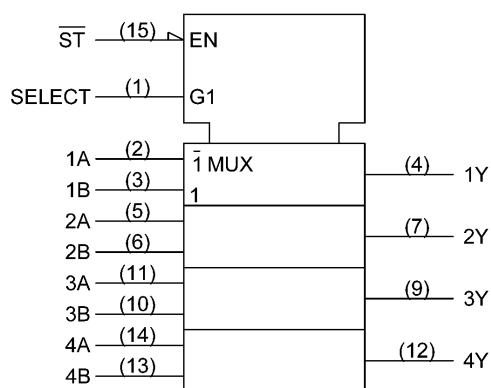 S̅T̅ (15) EN
SELECT (1) G1
1A (2) 1̅ MUX (4) 1Y
1B (3) 1
2A (5) (7) 2Y
2B (6)
3A (11) (9) 3Y
3B (10)
4A (14) (12) 4Y
4B (13)